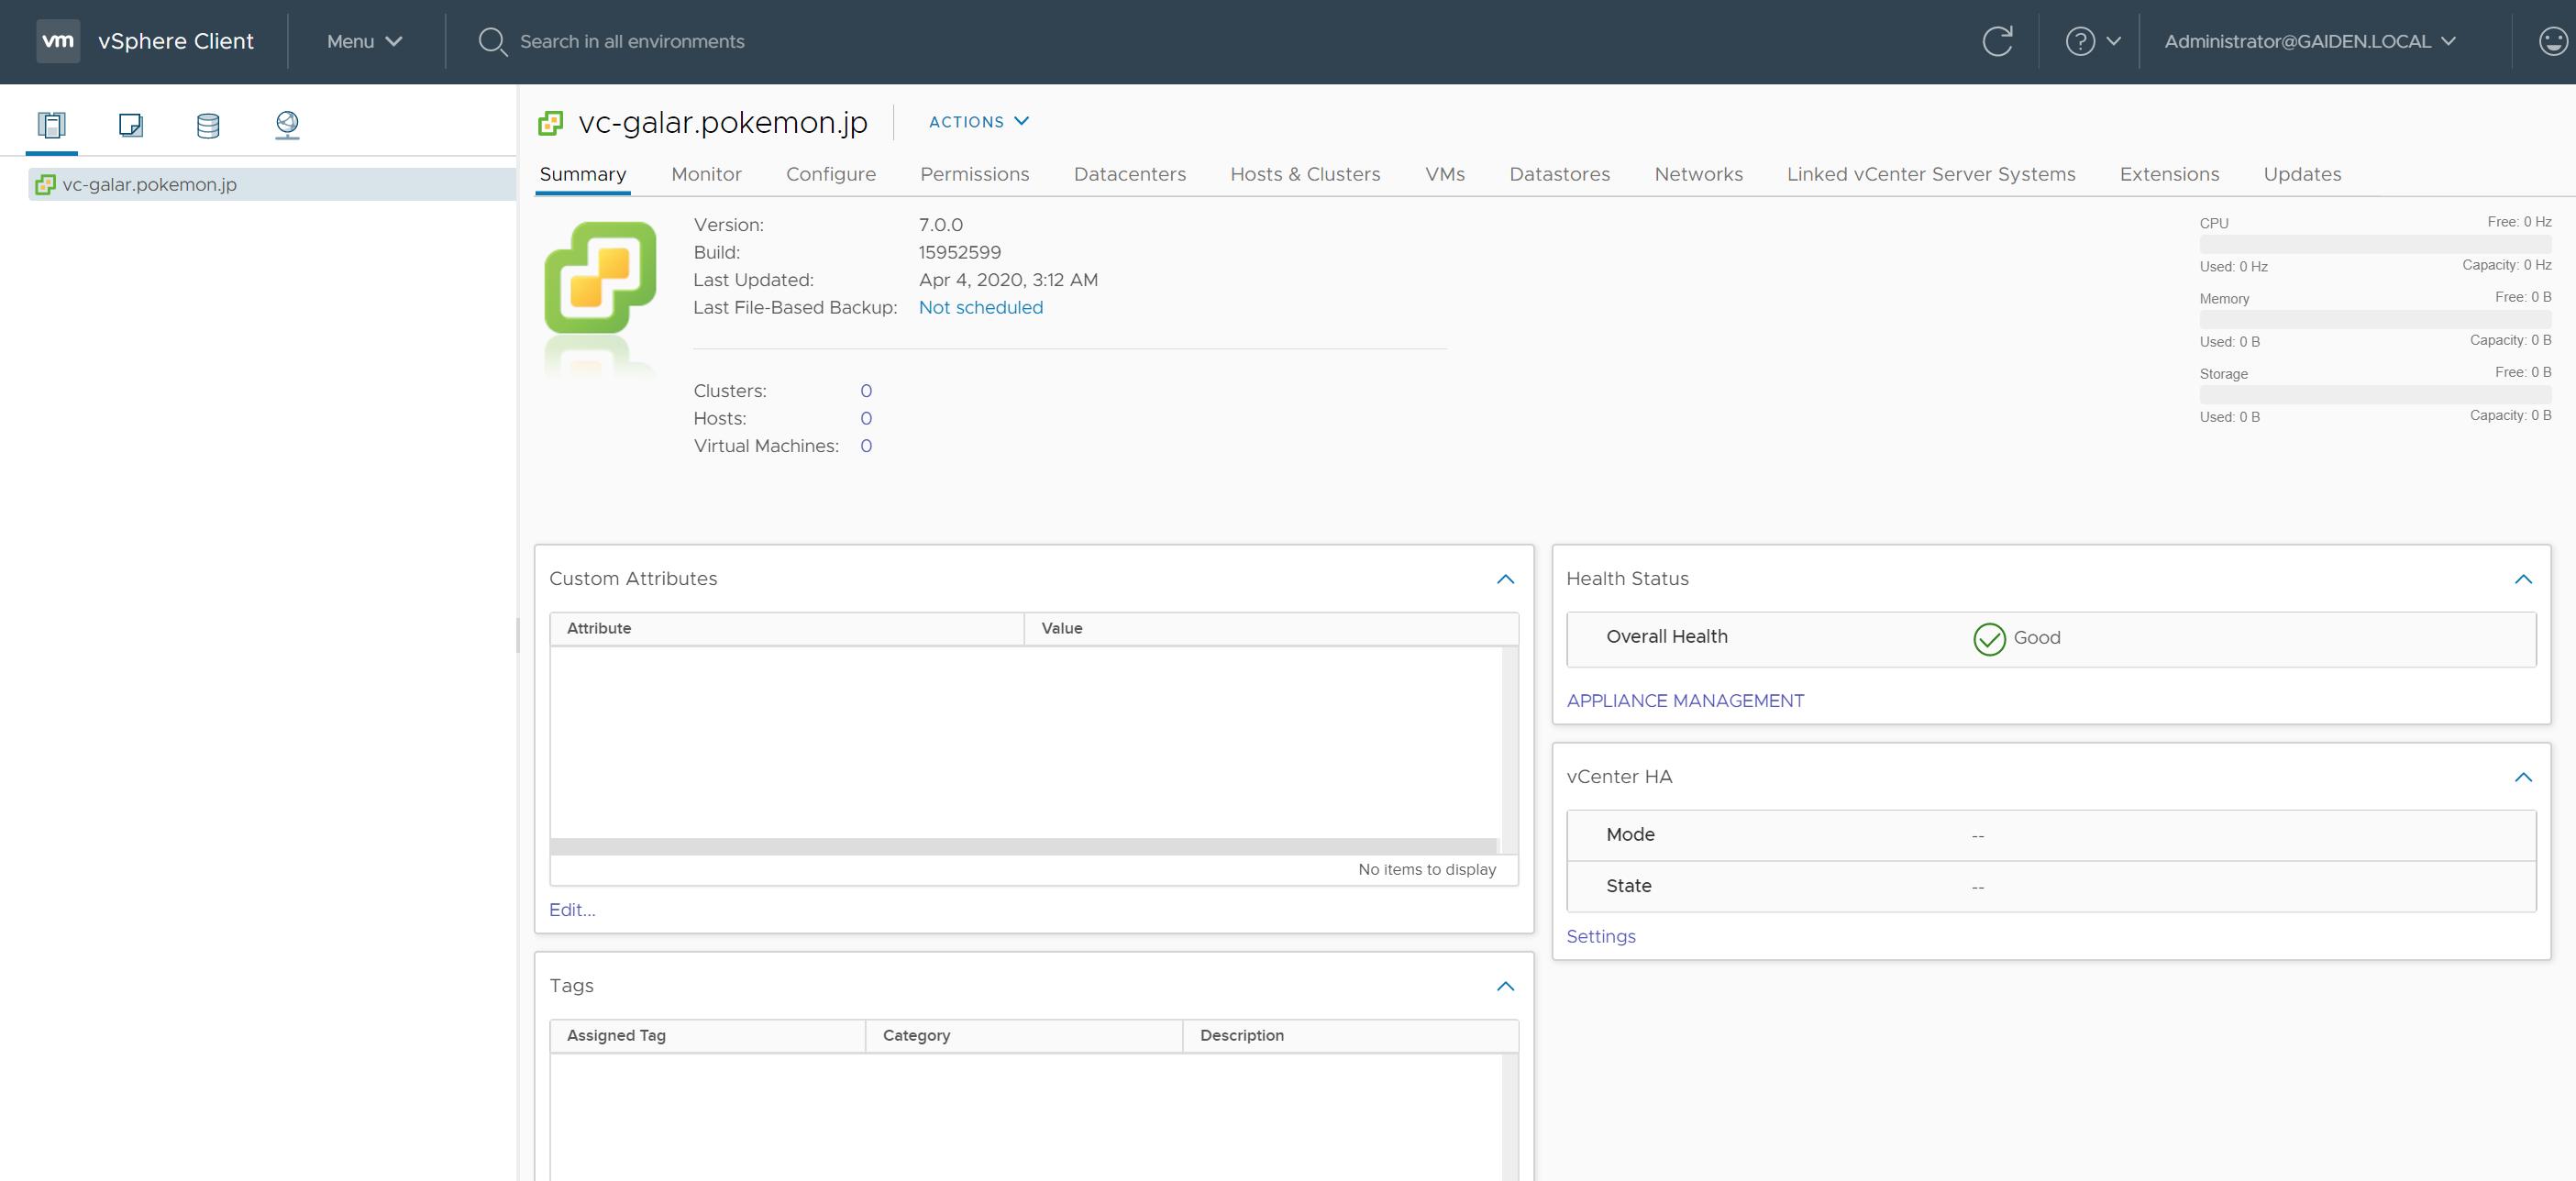 vm vSphere Client Menu Search in all environments Administrator@GAIDEN.LOCAL
vc-galar.pokemon.jp
vc-galar.pokemon.jp ACTIONS
Summary Monitor Configure Permissions Datacenters Hosts & Clusters VMs Datastores Networks Linked vCenter Server Systems Extensions Updates
Version: 7.0.0
Build: 15952599
Last Updated: Apr 4, 2020, 3:12 AM
Last File-Based Backup: Not scheduled
Clusters: 0
Hosts: 0
Virtual Machines: 0
CPU Free: 0 Hz
Used: 0 Hz Capacity: 0 Hz
Memory Free: 0 B
Used: 0 B Capacity: 0 B
Storage Free: 0 B
Used: 0 B Capacity: 0 B
Custom Attributes
Attribute Value
No items to display
Edit...
Tags
Assigned Tag Category Description
Health Status
Overall Health Good
APPLIANCE MANAGEMENT
vCenter HA
Mode --
State --
Settings